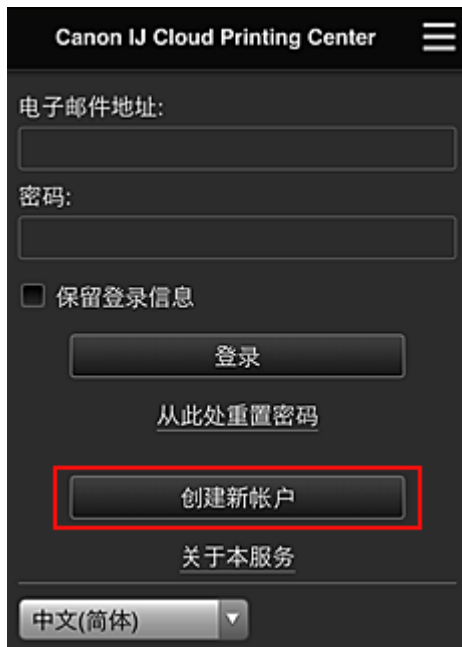 Canon IJ Cloud Printing Center
电子邮件地址:
密码:
保留登录信息
登录
从此处重置密码
创建新帐户
关于本服务
中文(简体)